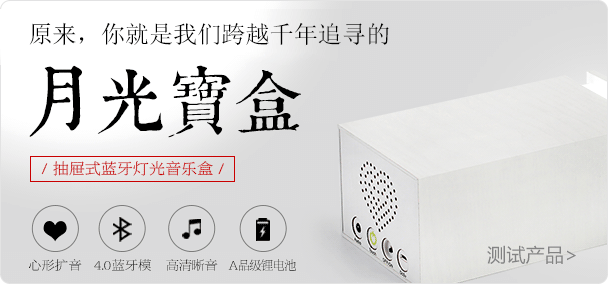 原来，你就是我们跨越千年追寻的
月光寶盒
/ 抽屉式蓝牙灯光音乐盒 /
心形扩音 4.0蓝牙模 高清晰音 A品级锂电池
测试产品>